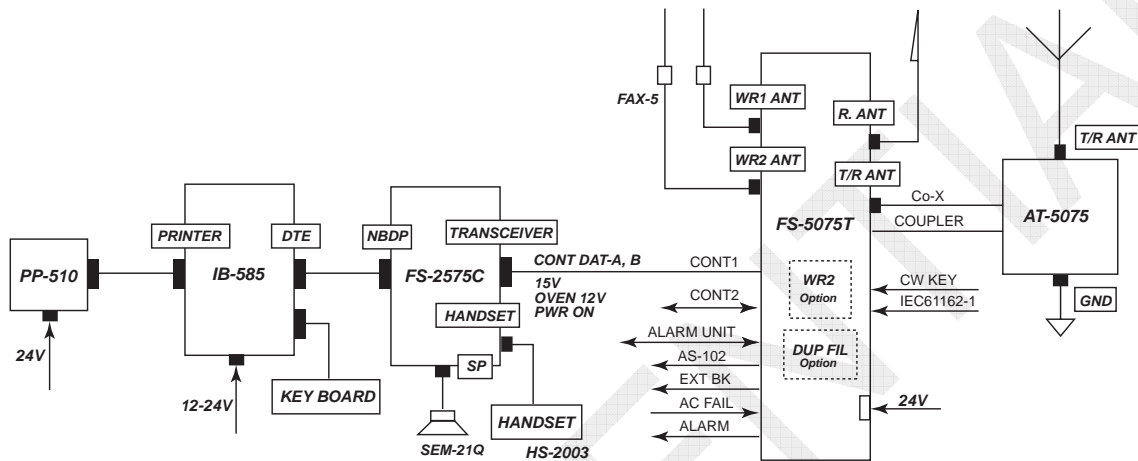 FAX-5
WR1 ANT
R. ANT
WR2 ANT
T/R ANT
T/R ANT
Co-X
COUPLER
AT-5075
GND
FS-5075T
PRINTER
DTE
NBDP
TRANSCEIVER
PP-510
IB-585
FS-2575C
CONT DAT-A, B
15V
OVEN 12V
PWR ON
CONT1
WR2
Option
CW KEY
IEC61162-1
CONT2
HANDSET
ALARM UNIT
DUP FIL
Option
AS-102
SP
EXT BK
24V
24V
12-24V
KEY BOARD
AC FAIL
ALARM
HANDSET
SEM-21Q
HS-2003